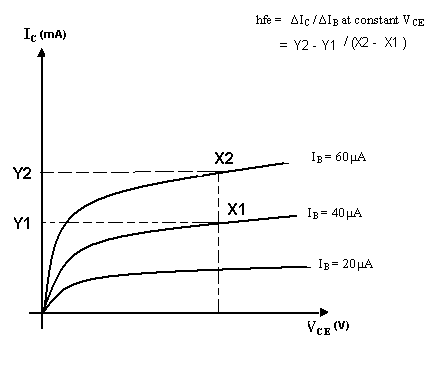 hfe = ΔIC / ΔIB at constant VCE
= Y2 - Y1 / (X2 - X1 )
IC (mA)
X2
IB = 60µA
Y2
X1
IB = 40µA
Y1
IB = 20µA
VCE (V)